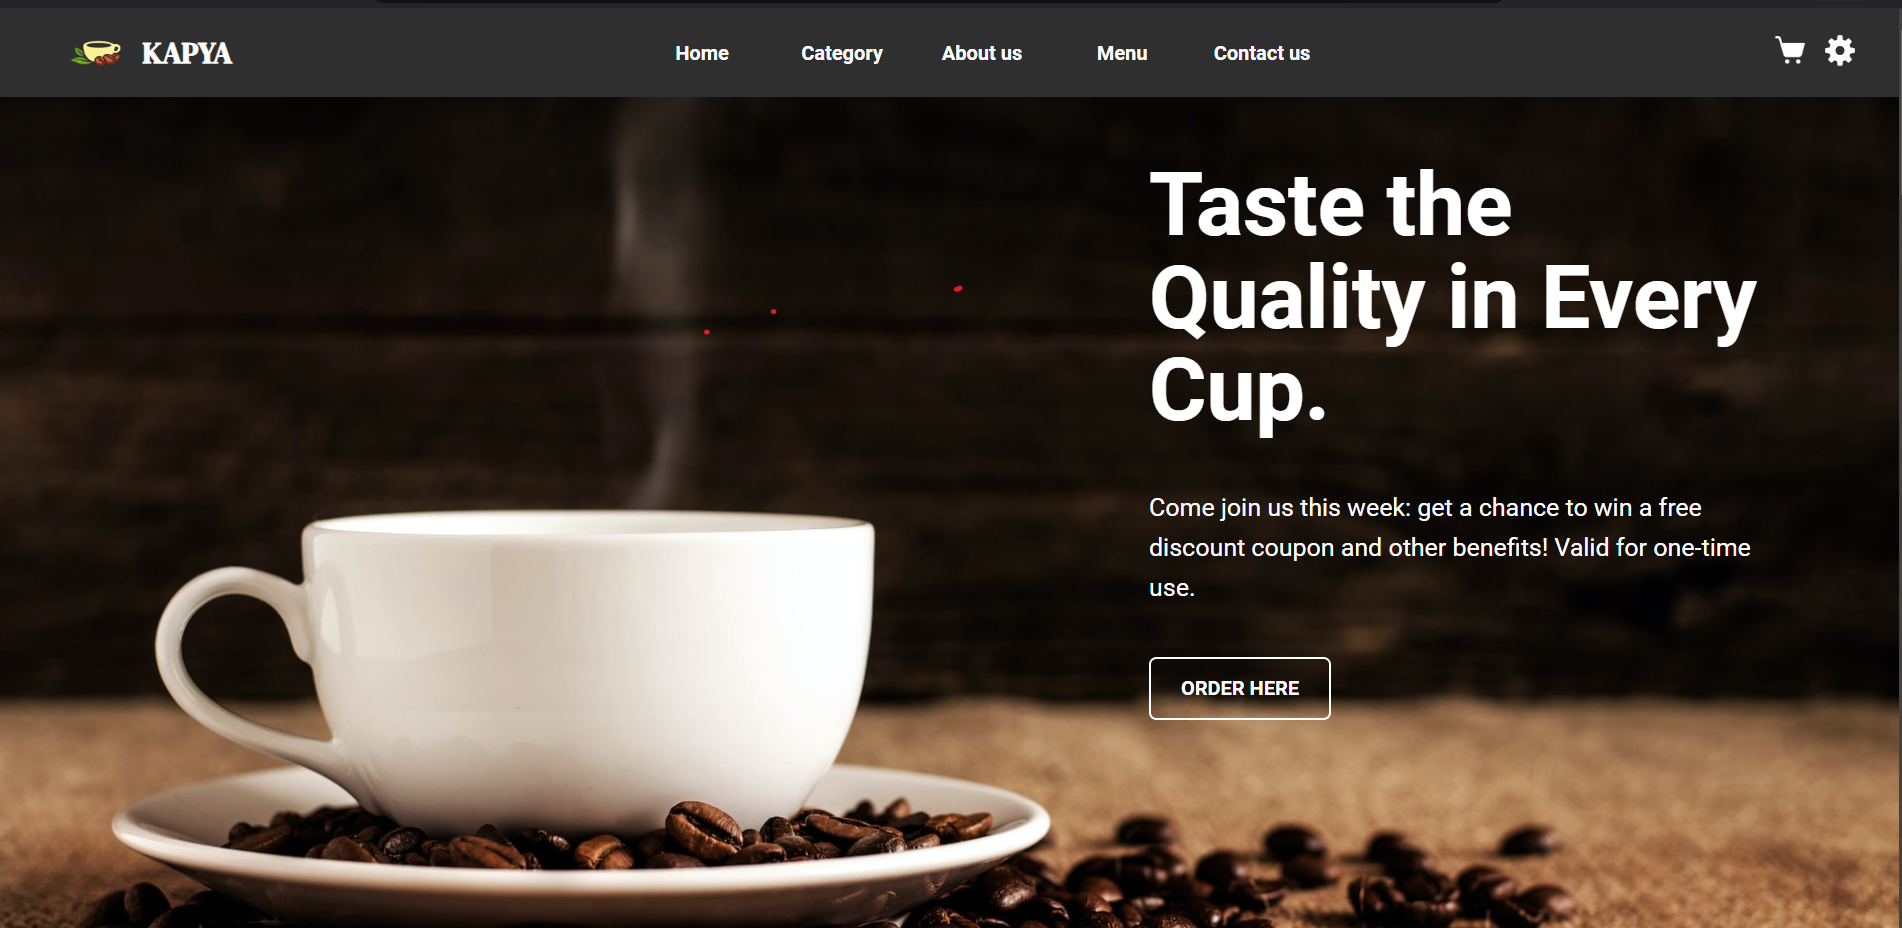 KAPYA
Home Category About us Menu Contact us
Taste the
Quality in Every
Cup.
Come join us this week: get a chance to win a free
discount coupon and other benefits! Valid for one-time
use.
ORDER HERE